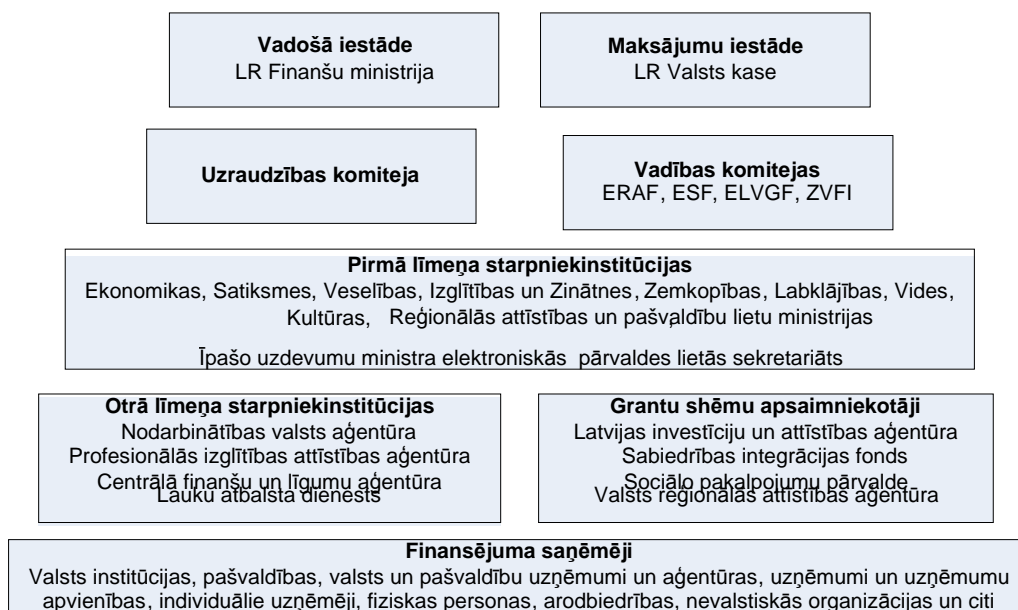 Vadošā iestāde
LR Finanšu ministrija
Maksājumu iestāde
LR Valsts kase
Uzraudzības komiteja
Vadības komitejas
ERAF, ESF, ELVGF, ZVFI
Pirmā līmeņa starpniekinstitūcijas
Ekonomikas, Satiksmes, Veselības, Izglītības un Zinātnes, Zemkopības, Labklājības, Vides,
Kultūras, Reģionālās attīstības un pašvaldību lietu ministrijas
Īpašo uzdevumu ministra elektroniskās pārvaldes lietās sekretariāts
Otrā līmeņa starpniekinstitūcijas
Nodarbinātības valsts aģentūra
Profesionālās izglītības attīstības aģentūra
Centrālā finanšu un līgumu aģentūra
Lauku atbalsta dienests
Grantu shēmu apsaimniekotāji
Latvijas investīciju un attīstības aģentūra
Sabiedrības integrācijas fonds
Sociālo pakalpojumu pārvalde
Valsts reģionālās attīstības aģentūra
Finansējuma saņēmēji
Valsts institūcijas, pašvaldības, valsts un pašvaldību uzņēmumi un aģentūras, uzņēmumi un uzņēmumu
apvienības, individuālie uzņēmēji, fiziskas personas, arodbiedrības, nevalstiskās organizācijas un citi